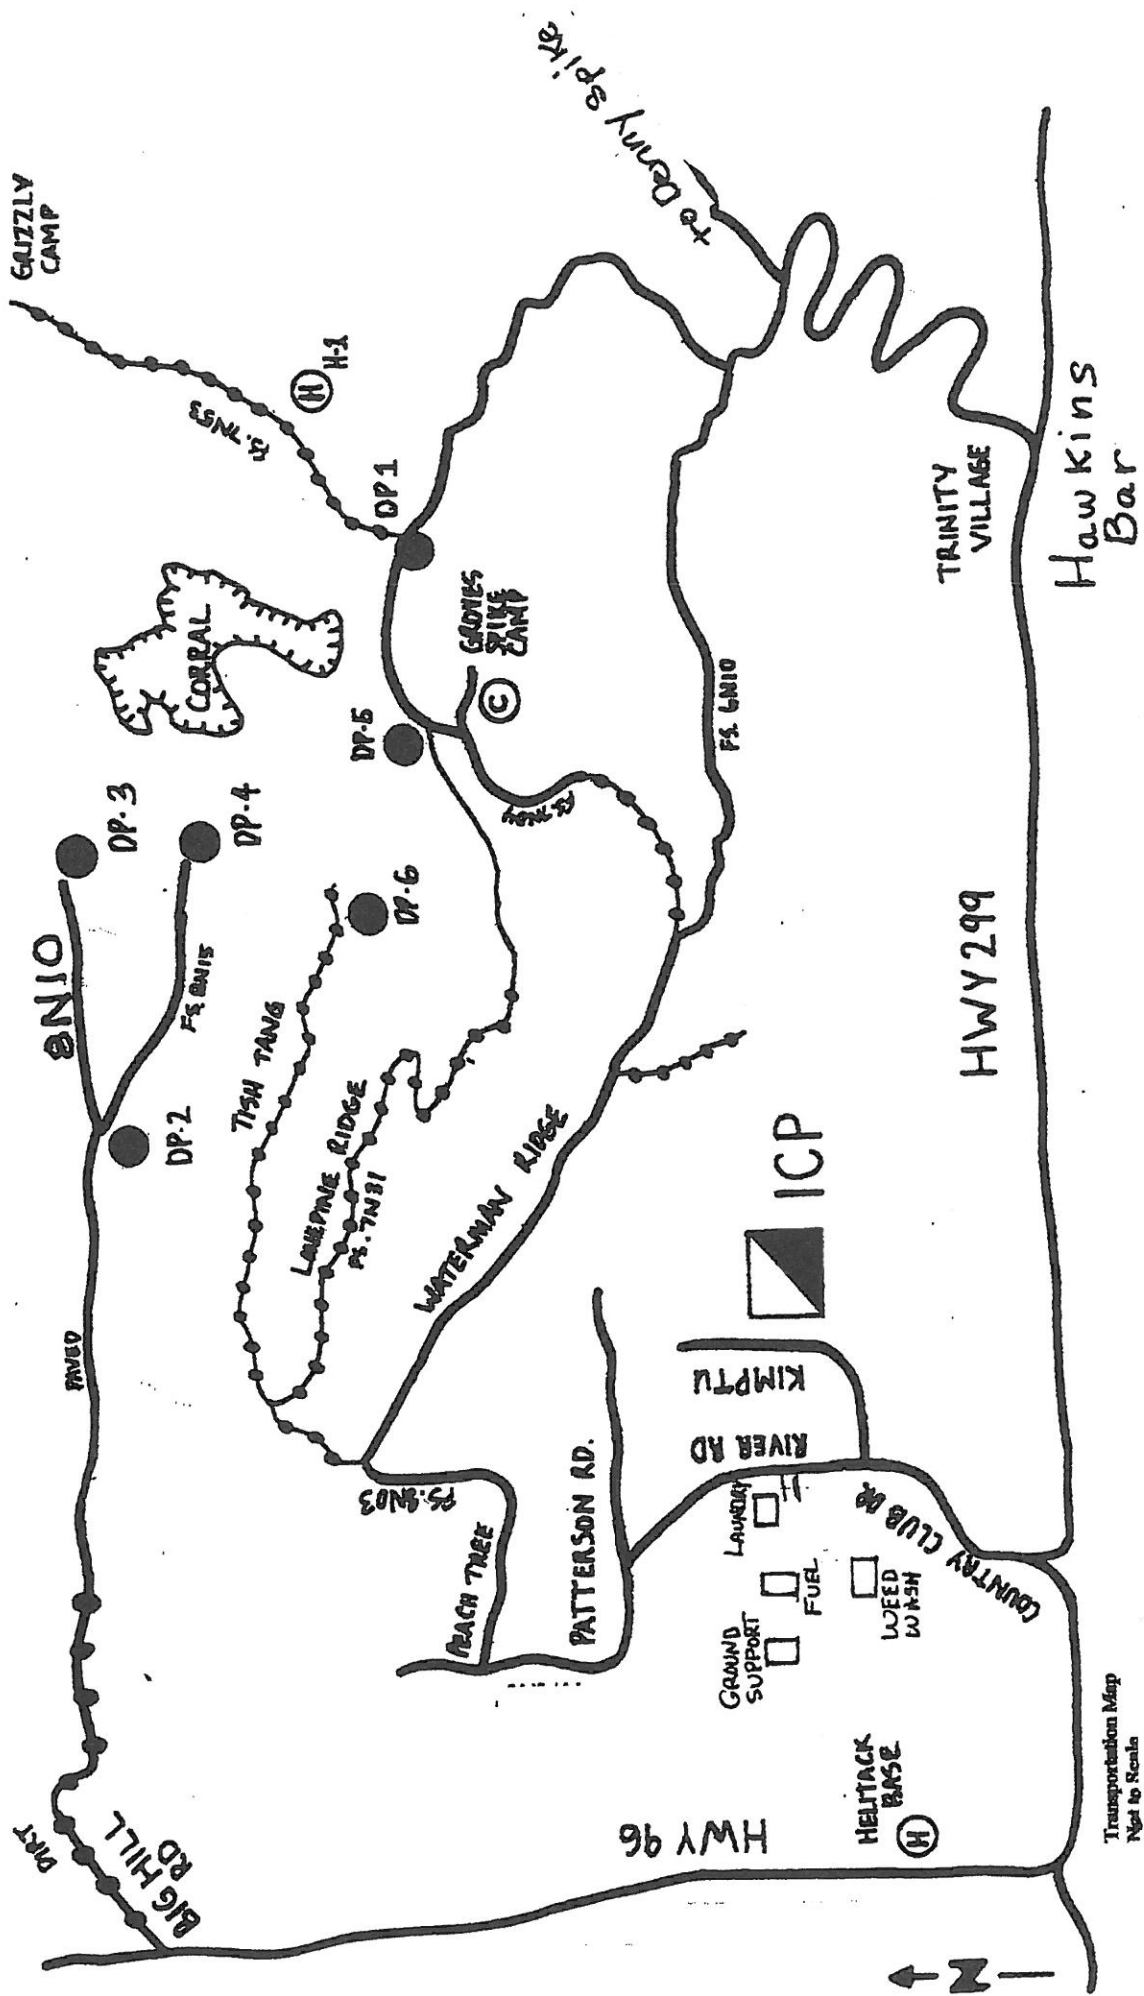 GRIZZLY
CAMP
to Denny Spike
8N10
DP-3
FS. 7N53
H
H-1
CORRAL
DP-4
FS. 8N15
DP1
PAVED
DP-2
DP-5
GROVES
SPIKE
CAMP
C
DP-6
TISH TANG
DIRT
BIG HILL
RD
LONEPINE RIDGE
FS. 7N31
WATERMAN RIDGE
FS. 6N10
TRINITY
VILLAGE
Hawkins
Bar
FS. 8N03
PEACH TREE
PATTERSON RD.
ICP
KIMPTU
RIVER RD
LAUNDRY
HWY 299
GROUND
SUPPORT
FUEL
WEED
WASH
COUNTRY CLUB DR.
HWY 96
HELITACK
BASE
H
N
Transportation Map
Not to Scale